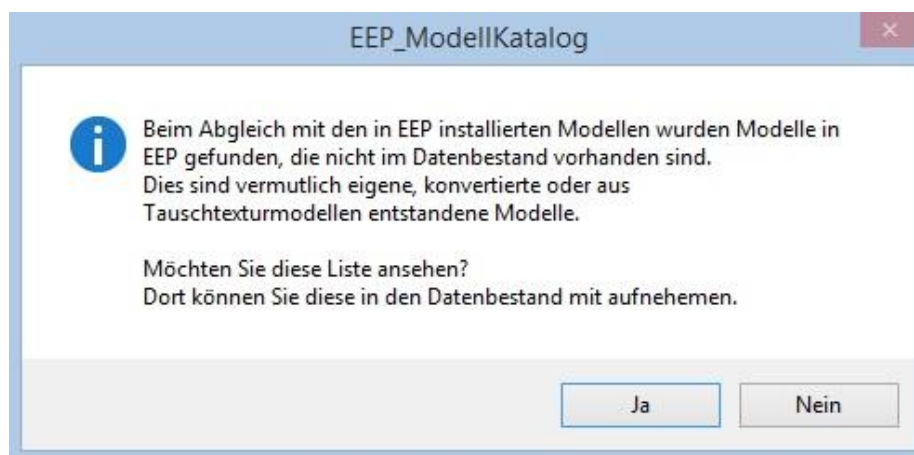 EEP_ModellKatalog
Beim Abgleich mit den in EEP installierten Modellen wurden Modelle in
EEP gefunden, die nicht im Datenbestand vorhanden sind.
Dies sind vermutlich eigene, konvertierte oder aus
Tauschtexturmodellen entstandene Modelle.
Möchten Sie diese Liste ansehen?
Dort können Sie diese in den Datenbestand mit aufnehemen.
Ja
Nein